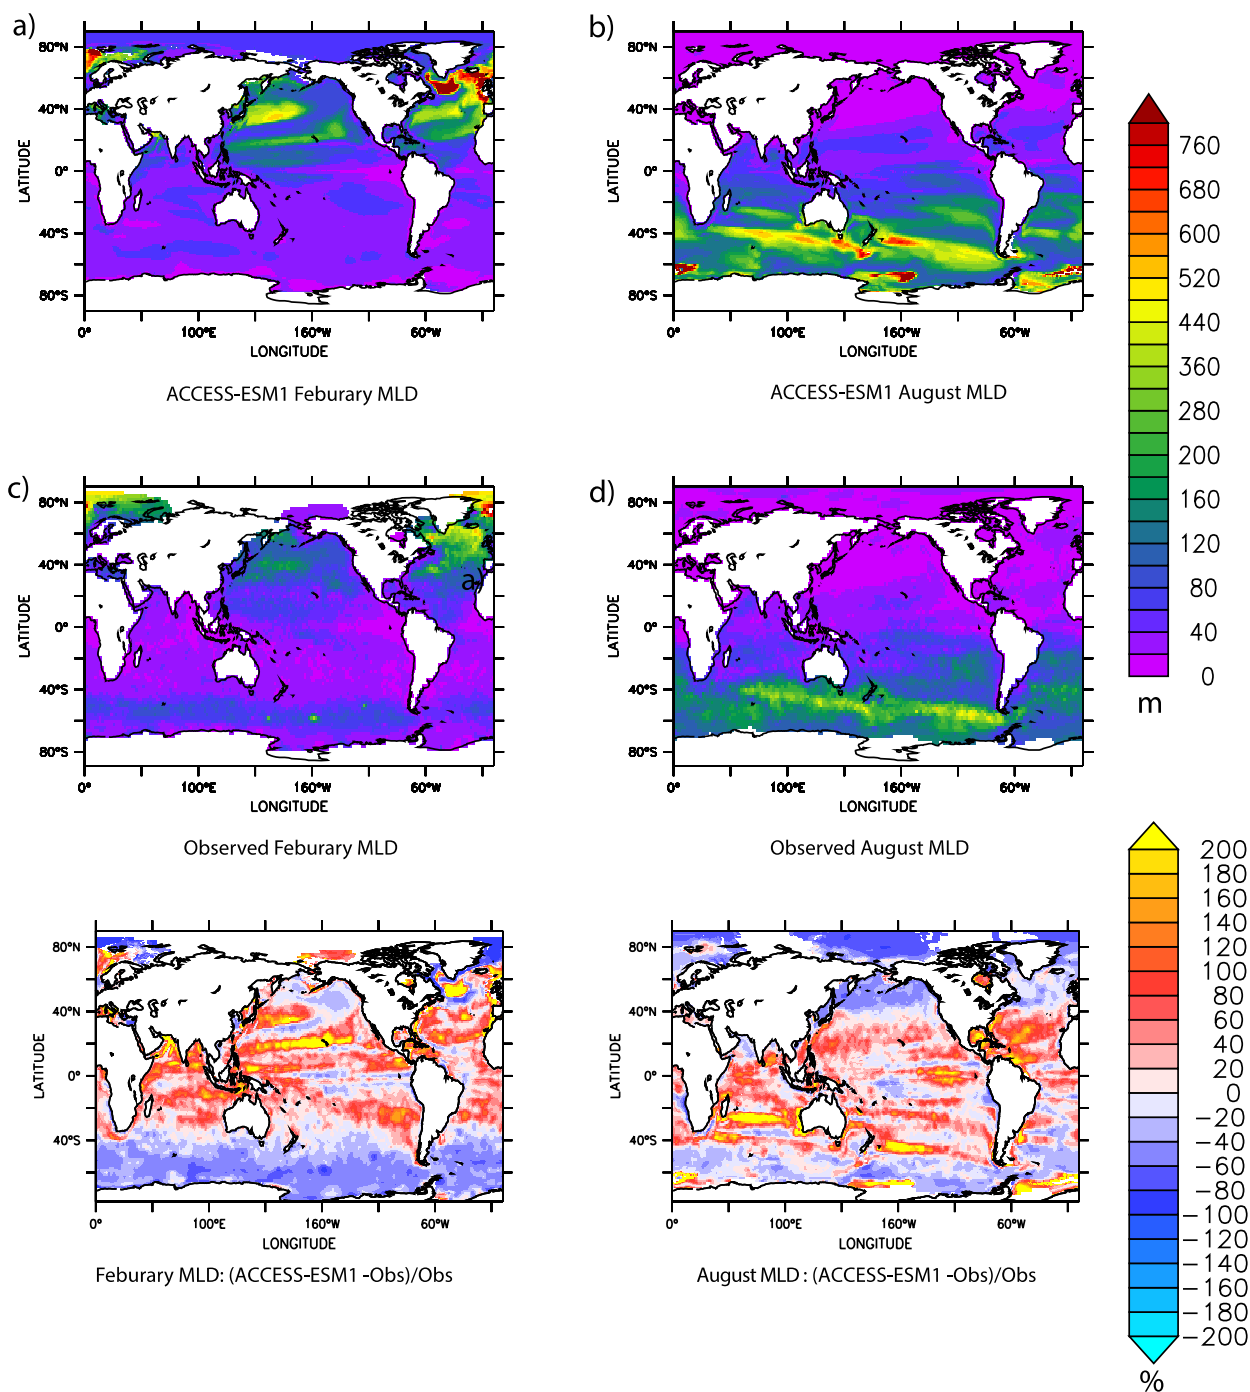 a)
80°N
40°N
0°
40°S
80°S
LATITUDE
0°
100°E
160°W
60°W
LONGITUDE
ACCESS-ESM1 Feburary MLD
b)
80°N
40°N
0°
40°S
80°S
LATITUDE
0°
100°E
160°W
60°W
LONGITUDE
ACCESS-ESM1 August MLD
760
680
600
520
440
360
280
200
160
120
80
40
0
m
c)
80°N
40°N
0°
40°S
80°S
LATITUDE
a)
0°
100°E
160°W
60°W
LONGITUDE
Observed Feburary MLD
d)
80°N
40°N
0°
40°S
80°S
LATITUDE
0°
100°E
160°W
60°W
LONGITUDE
Observed August MLD
80°N
40°N
0°
40°S
LATITUDE
0°
100°E
160°W
60°W
LONGITUDE
Feburary MLD: (ACCESS-ESM1 -Obs)/Obs
80°N
40°N
0°
40°S
LATITUDE
0°
100°E
160°W
60°W
LONGITUDE
August MLD : (ACCESS-ESM1 -Obs)/Obs
200
180
160
140
120
100
80
60
40
20
0
-20
-40
-60
-80
-100
-120
-140
-160
-180
-200
%